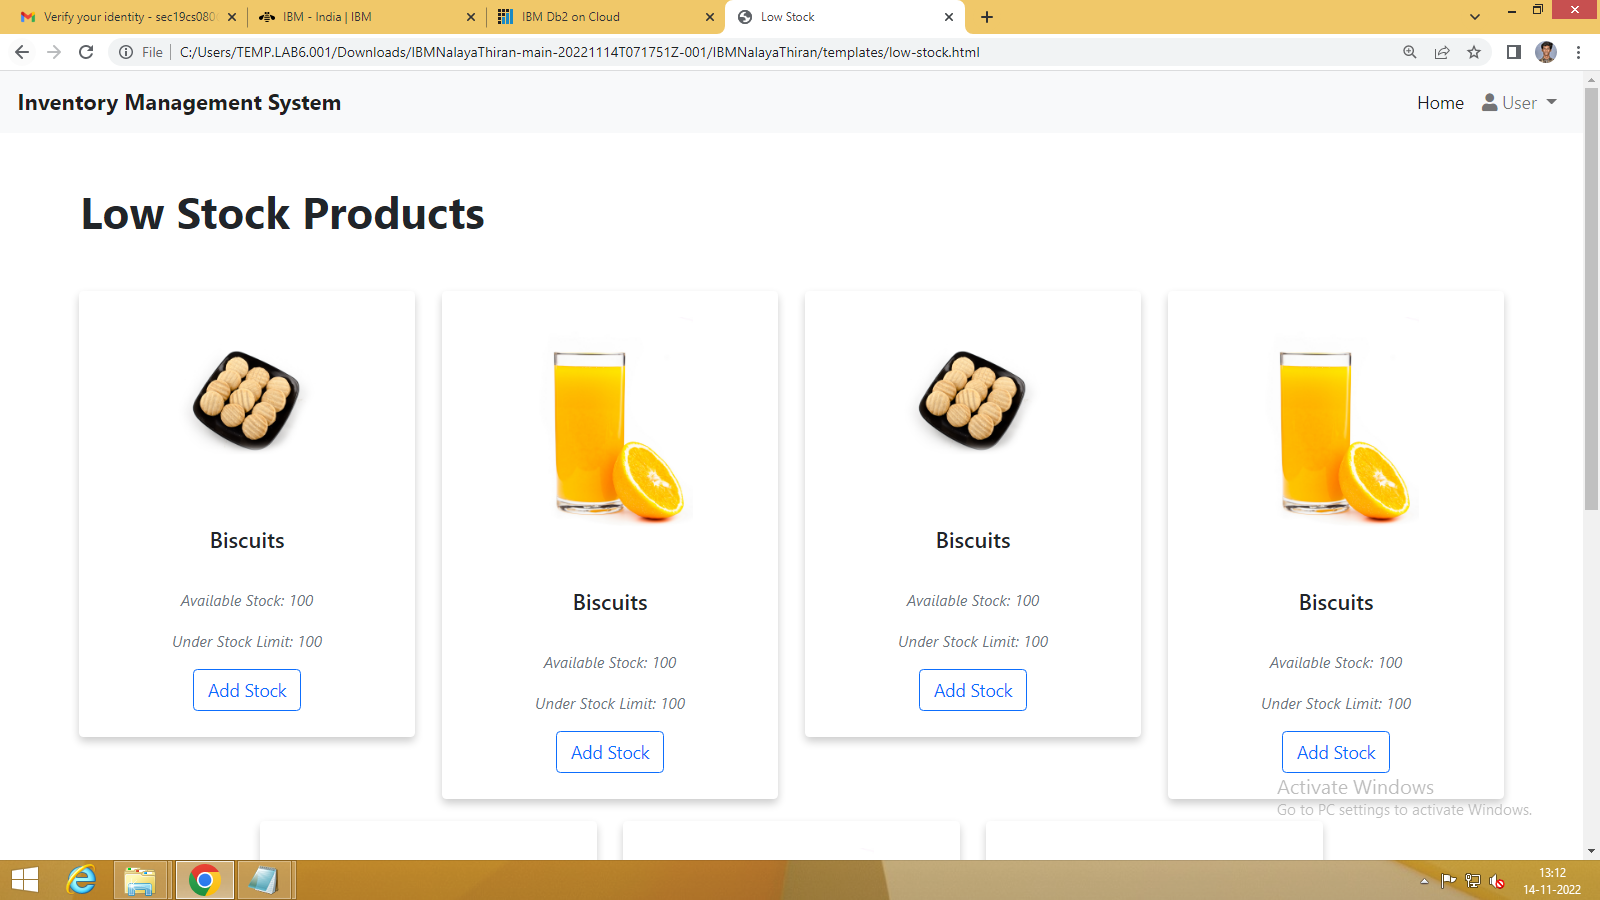 Verify your identity - sec19cs080
IBM - India | IBM
IBM Db2 on Cloud
Low Stock
File
C:/Users/TEMP.LAB6.001/Downloads/IBMNalayaThiran-main-20221114T071751Z-001/IBMNalayaThiran/templates/low-stock.html
Inventory Management System
Home
User
Low Stock Products
Biscuits
Available Stock: 100
Under Stock Limit: 100
Add Stock
Biscuits
Available Stock: 100
Under Stock Limit: 100
Add Stock
Biscuits
Available Stock: 100
Under Stock Limit: 100
Add Stock
Biscuits
Available Stock: 100
Under Stock Limit: 100
Add Stock
Activate Windows
Go to PC settings to activate Windows.
13:12
14-11-2022